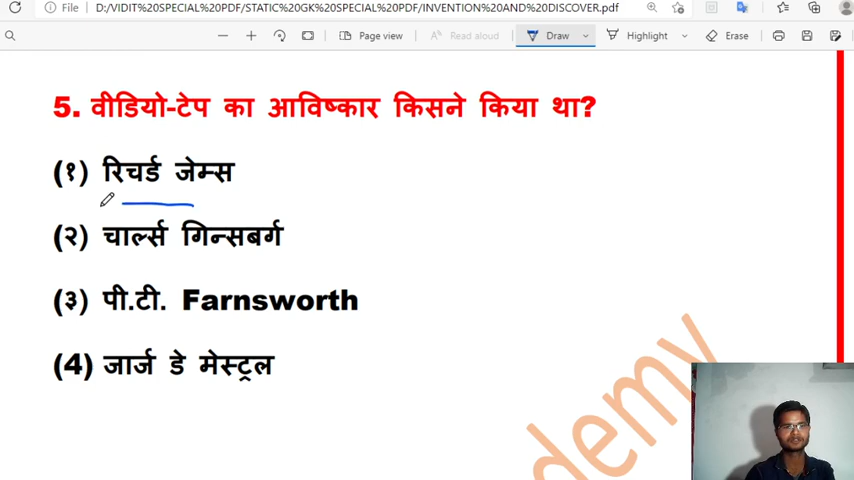 File
D:/VIDIT%20SPECIAL%20PDF/STATIC%20GK%20SPECIAL%20PDF/INVENTION%20AND%20DISCOVER.pdf
Page view
Read aloud
Draw
Highlight
Erase
5. वीडियो-टेप का आविष्कार किसने किया था?
(१) रिचर्ड जेम्स
(२) चार्ल्स गिन्सबर्ग
(३) पी.टी. Farnsworth
(4) जार्ज डे मेस्ट्रल
demy